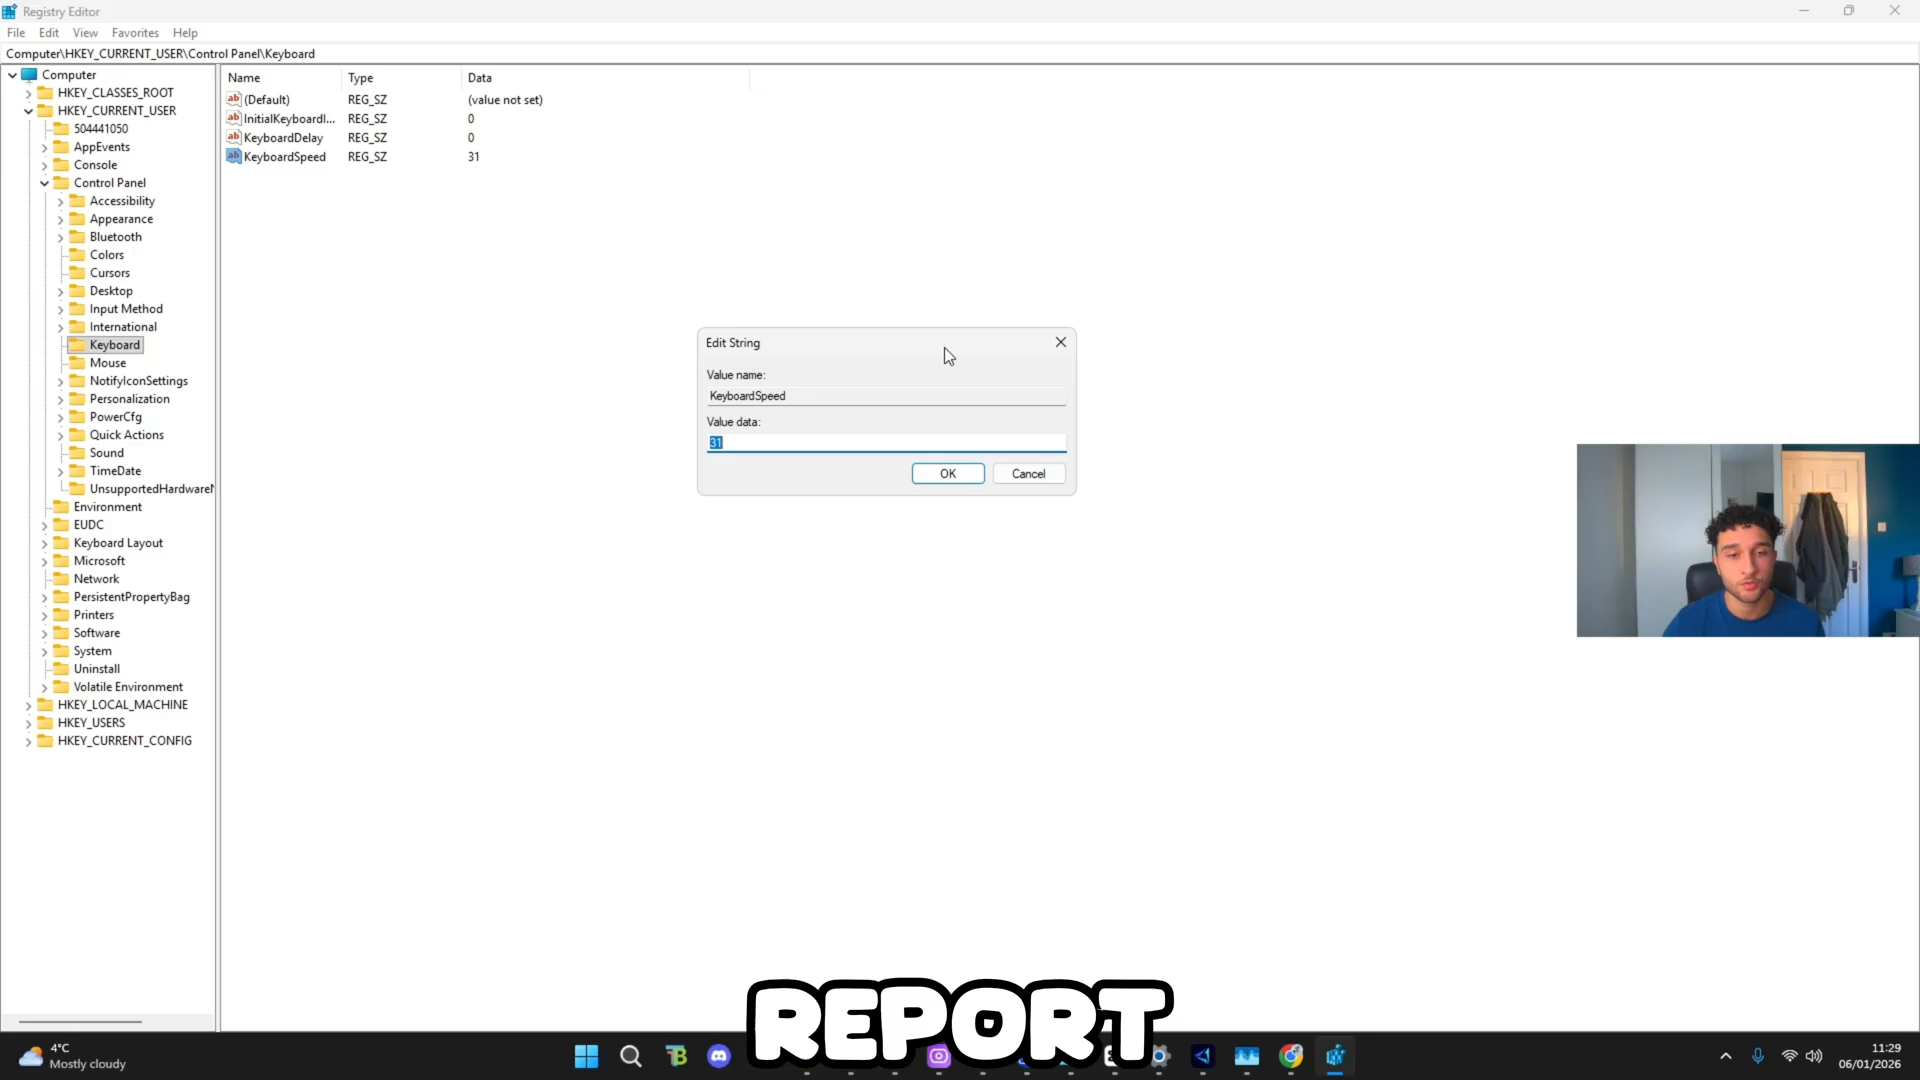 Registry Editor
File Edit View Favorites Help
Computer\HKEY_CURRENT_USER\Control Panel\Keyboard
Computer
HKEY_CLASSES_ROOT
HKEY_CURRENT_USER
504441050
AppEvents
Console
Control Panel
Accessibility
Appearance
Bluetooth
Colors
Cursors
Desktop
Input Method
International
Keyboard
Mouse
NotifyIconSettings
Personalization
PowerCfg
Quick Actions
Sound
TimeDate
UnsupportedHardwareN
Environment
EUDC
Keyboard Layout
Microsoft
Network
PersistentPropertyBag
Printers
Software
System
Uninstall
Volatile Environment
HKEY_LOCAL_MACHINE
HKEY_USERS
HKEY_CURRENT_CONFIG
Name Type Data
(Default) REG_SZ (value not set)
InitialKeyboardI... REG_SZ 0
KeyboardDelay REG_SZ 0
KeyboardSpeed REG_SZ 31
Edit String
Value name:
KeyboardSpeed
Value data:
31
OK Cancel
REPORT
4°C
Mostly cloudy
11:29
06/01/2026